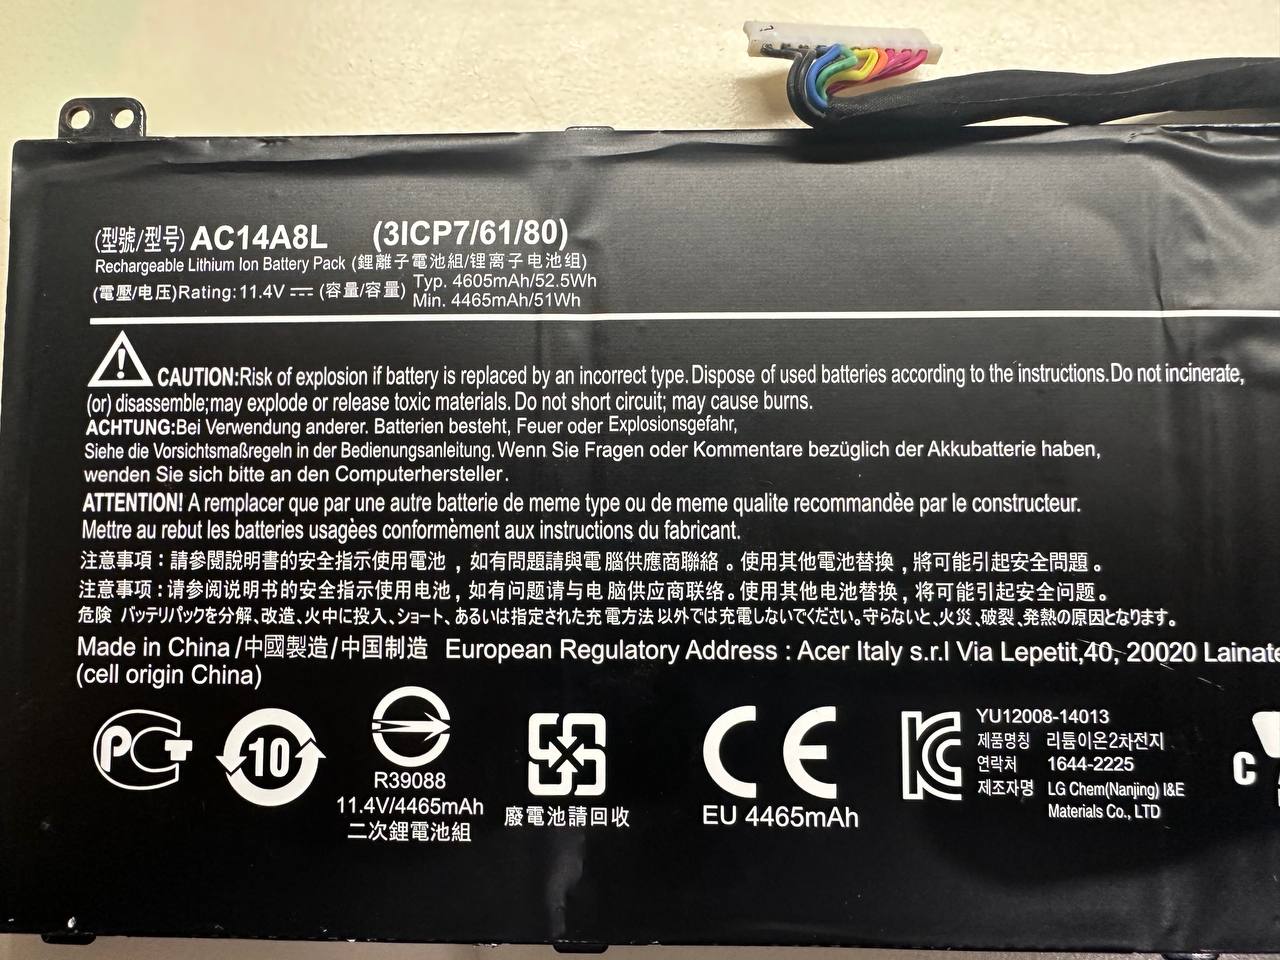 (型號/型号) AC14A8L (3ICP7/61/80)
Rechargeable Lithium Ion Battery Pack (鋰離子電池組/锂离子电池组)
(電壓/电压)Rating: 11.4V ⎓ (容量/容量) Typ. 4605mAh/52.5Wh
Min. 4465mAh/51Wh
CAUTION:Risk of explosion if battery is replaced by an incorrect type. Dispose of used batteries according to the instructions. Do not incinerate,
(or) disassemble;may explode or release toxic materials. Do not short circuit; may cause burns.
ACHTUNG:Bei Verwendung anderer. Batterien besteht, Feuer oder Explosionsgefahr,
Siehe die Vorsichtsmaßregeln in der Bedienungsanleitung. Wenn Sie Fragen oder Kommentare bezüglich der Akkubatterie haben,
wenden Sie sich bitte an den Computerhersteller.
ATTENTION! A remplacer que par une autre batterie de meme type ou de meme qualite recommandèe par le constructeur.
Mettre au rebut les batteries usagèes conformèment aux instructions du fabricant.
注意事項：請參閱說明書的安全指示使用電池，如有問題請與電腦供應商聯絡。使用其他電池替換，將可能引起安全問題。
注意事项：请参阅说明书的安全指示使用电池，如有问题请与电脑供应商联络。使用其他电池替换，将可能引起安全问题。
危険 バッテリパックを分解、改造、火中に投入、ショート、あるいは指定された充電方法以外では充電しないでください。守らないと、火災、破裂、発熱の原因となります。
Made in China/中國製造/中国制造 European Regulatory Address : Acer Italy s.r.l Via Lepetit,40, 20020 Lainate
(cell origin China)
PCT
10
R39088
11.4V/4465mAh
二次鋰電池組
廢電池請回收
CE
EU 4465mAh
KC
YU12008-14013
제품명칭 리튬이온2차전지
연락처 1644-2225
제조자명 LG Chem(Nanjing) I&E
Materials Co., LTD
C